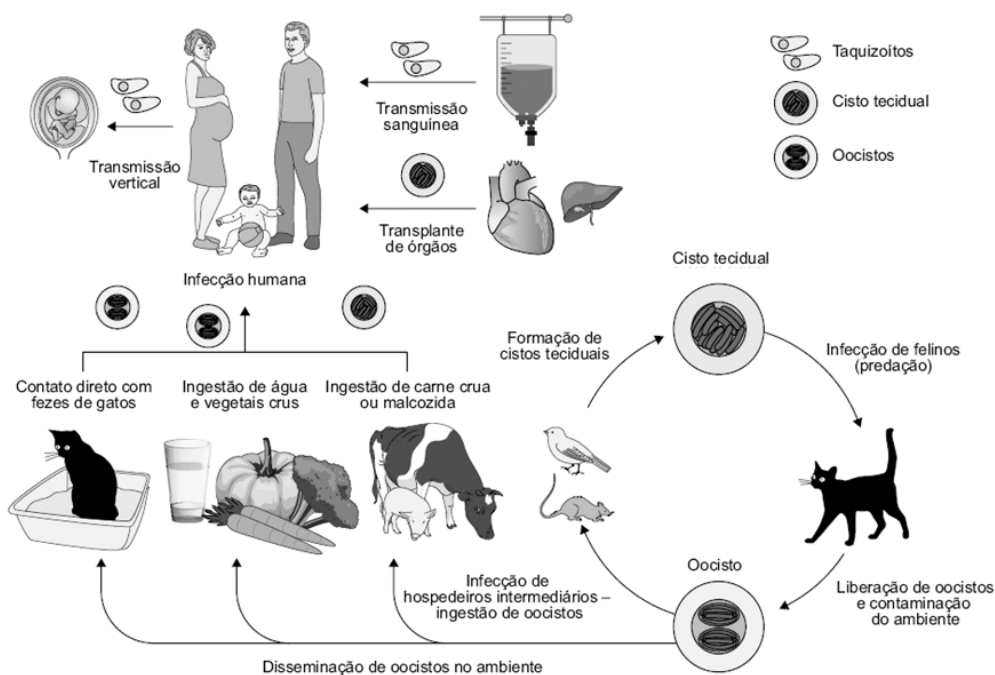 Taquizoítos
Cisto tecidual
Oocistos
Transmissão
sanguínea
Transmissão
vertical
Transplante
de órgãos
Infecção humana
Contato direto com
fezes de gatos
Ingestão de água
e vegetais crus
Ingestão de carne crua
ou malcozida
Formação de
cistos teciduais
Cisto tecidual
Infecção de felinos
(predação)
Oocisto
Liberação de oocistos
e contaminação
do ambiente
Infecção de
hospedeiros intermediários –
ingestão de oocistos
Disseminação de oocistos no ambiente